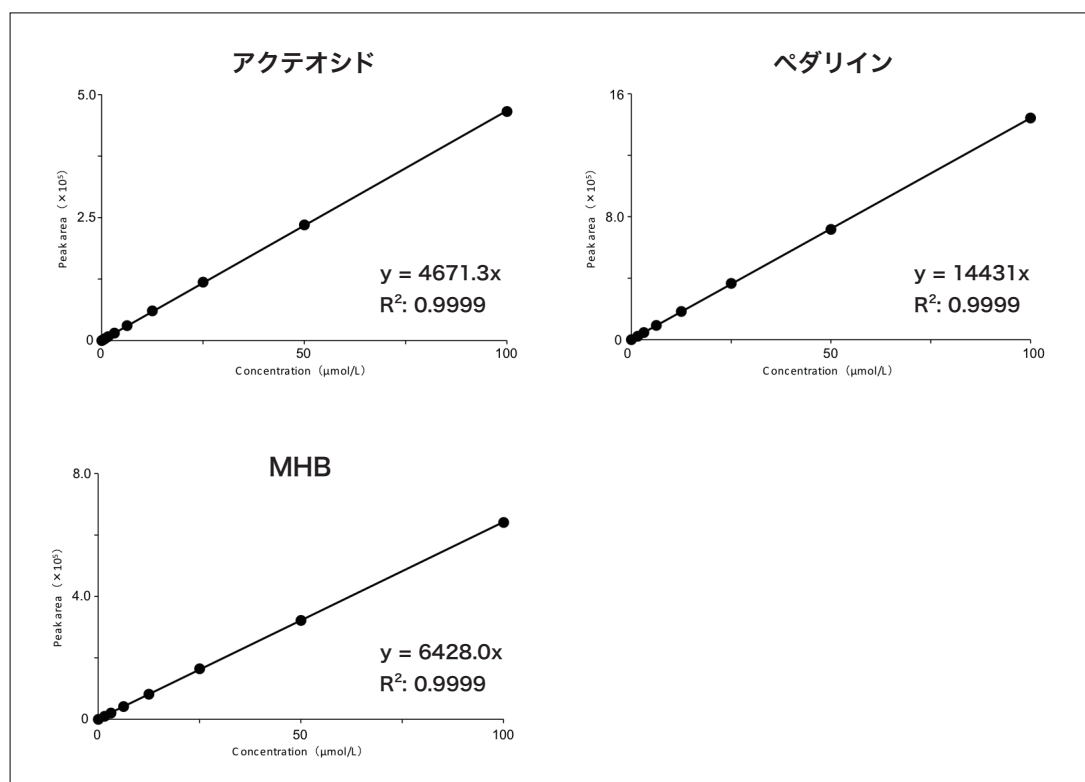 アクテオシド
5.0
2.5
0
Peak area（×10⁵）
0
50
100
Concentration（μmol/L）
y = 4671.3x
R²: 0.9999
ペダリイン
16
8.0
0
Peak area（×10⁵）
0
50
100
Concentration（μmol/L）
y = 14431x
R²: 0.9999
MHB
8.0
4.0
0
Peak area（×10⁵）
0
50
100
Concentration（μmol/L）
y = 6428.0x
R²: 0.9999